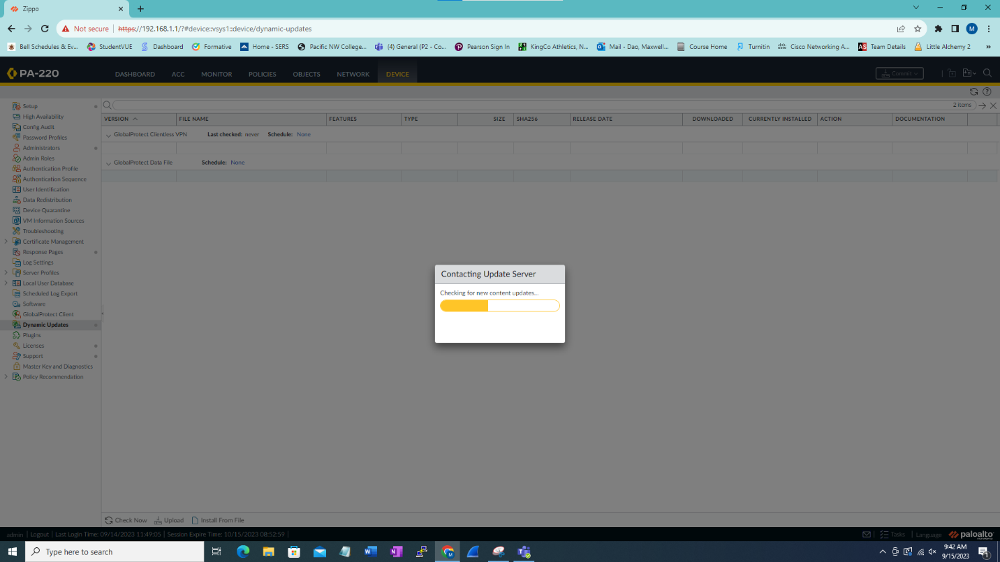 Zippo
Not secure https://192.168.1.1/?#device::vsys1::device/dynamic-updates
Bell Schedules & Ev... StudentVUE Dashboard Formative Home - SERS Pacific NW College... (4) General (P2 - Co... Pearson Sign In KingCo Athletics, N... Mail - Dao, Maxwell... Course Home Turnitin Cisco Networking A... Team Details Little Alchemy 2 »
PA-220 DASHBOARD ACC MONITOR POLICIES OBJECTS NETWORK DEVICE Commit
2 items
VERSION FILE NAME FEATURES TYPE SIZE SHA256 RELEASE DATE DOWNLOADED CURRENTLY INSTALLED ACTION DOCUMENTATION
GlobalProtect Clientless VPN Last checked: never Schedule: None
GlobalProtect Data File Schedule: None
Setup
High Availability
Config Audit
Password Profiles
Administrators
Admin Roles
Authentication Profile
Authentication Sequence
User Identification
Data Redistribution
Device Quarantine
VM Information Sources
Troubleshooting
Certificate Management
Response Pages
Log Settings
Server Profiles
Local User Database
Scheduled Log Export
Software
GlobalProtect Client
Dynamic Updates
Plugins
Licenses
Support
Master Key and Diagnostics
Policy Recommendation
Contacting Update Server
Checking for new content updates...
Check Now Upload Install From File
admin | Logout | Last Login Time: 09/14/2023 11:49:05 | Session Expire Time: 10/15/2023 08:52:59 | Tasks | Language paloalto
NETWORKS
Type here to search
9:42 AM
9/15/2023